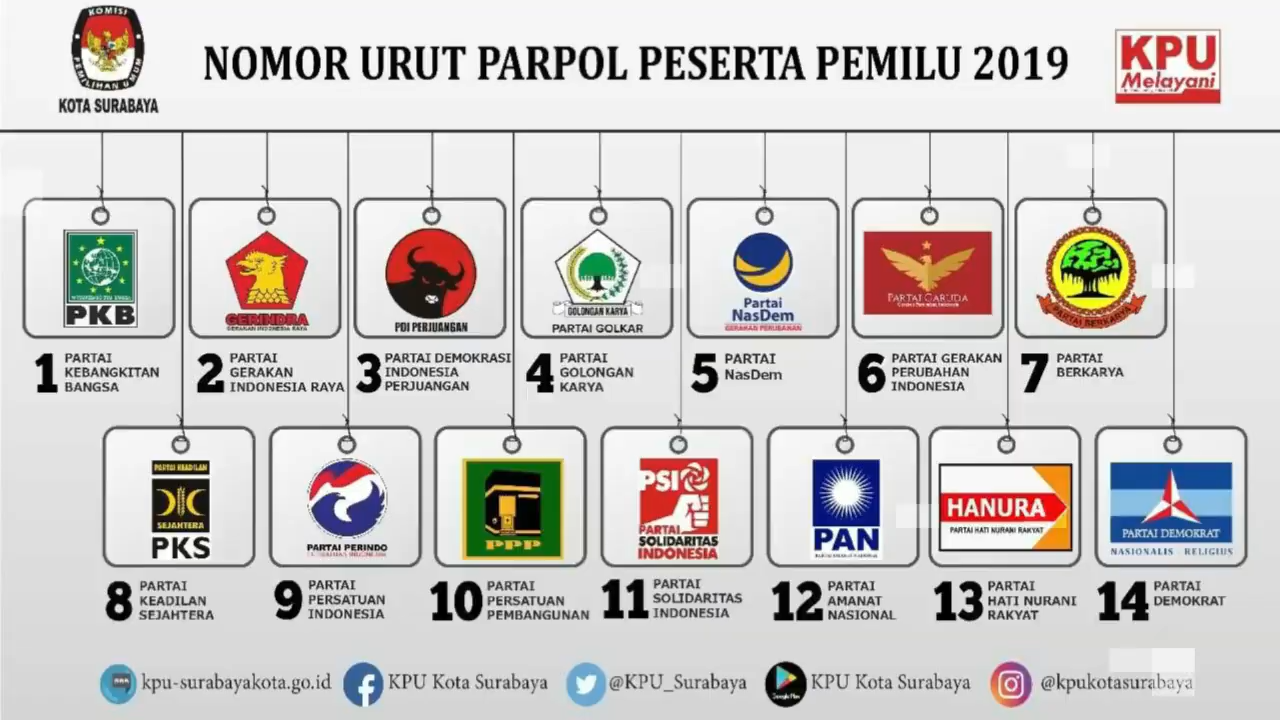 KOMISI
PEMILIHAN UMUM
KOTA SURABAYA
NOMOR URUT PARPOL PESERTA PEMILU 2019
KPU
Melayani
PKB
GERINDRA
GERAKAN INDONESIA RAYA
PDI PERJUANGAN
GOLONGAN KARYA
PARTAI GOLKAR
Partai
NasDem
GERAKAN PERUBAHAN
PARTAI GARUDA
PARTAI BERKARYA
1 PARTAI
KEBANGKITAN
BANGSA
2 PARTAI
GERAKAN
INDONESIA RAYA
3 PARTAI DEMOKRASI
INDONESIA
PERJUANGAN
4 PARTAI
GOLONGAN
KARYA
5 PARTAI
NasDem
6 PARTAI GERAKAN
PERUBAHAN
INDONESIA
7 PARTAI
BERKARYA
PARTAI KEADILAN
SEJAHTERA
PKS
PARTAI PERINDO
PPP
PSI
PARTAI
SOLIDARITAS
INDONESIA
PAN
HANURA
PARTAI HATI NURANI RAKYAT
PARTAI DEMOKRAT
NASIONALIS - RELIGIUS
8 PARTAI
KEADILAN
SEJAHTERA
9 PARTAI
PERSATUAN
INDONESIA
10 PARTAI
PERSATUAN
PEMBANGUNAN
11 PARTAI
SOLIDARITAS
INDONESIA
12 PARTAI
AMANAT
NASIONAL
13 PARTAI
HATI NURANI
RAKYAT
14 PARTAI
DEMOKRAT
kpu-surabayakota.go.id
KPU Kota Surabaya
@KPU_Surabaya
Google Play
KPU Kota Surabaya
@kpukotasurabaya